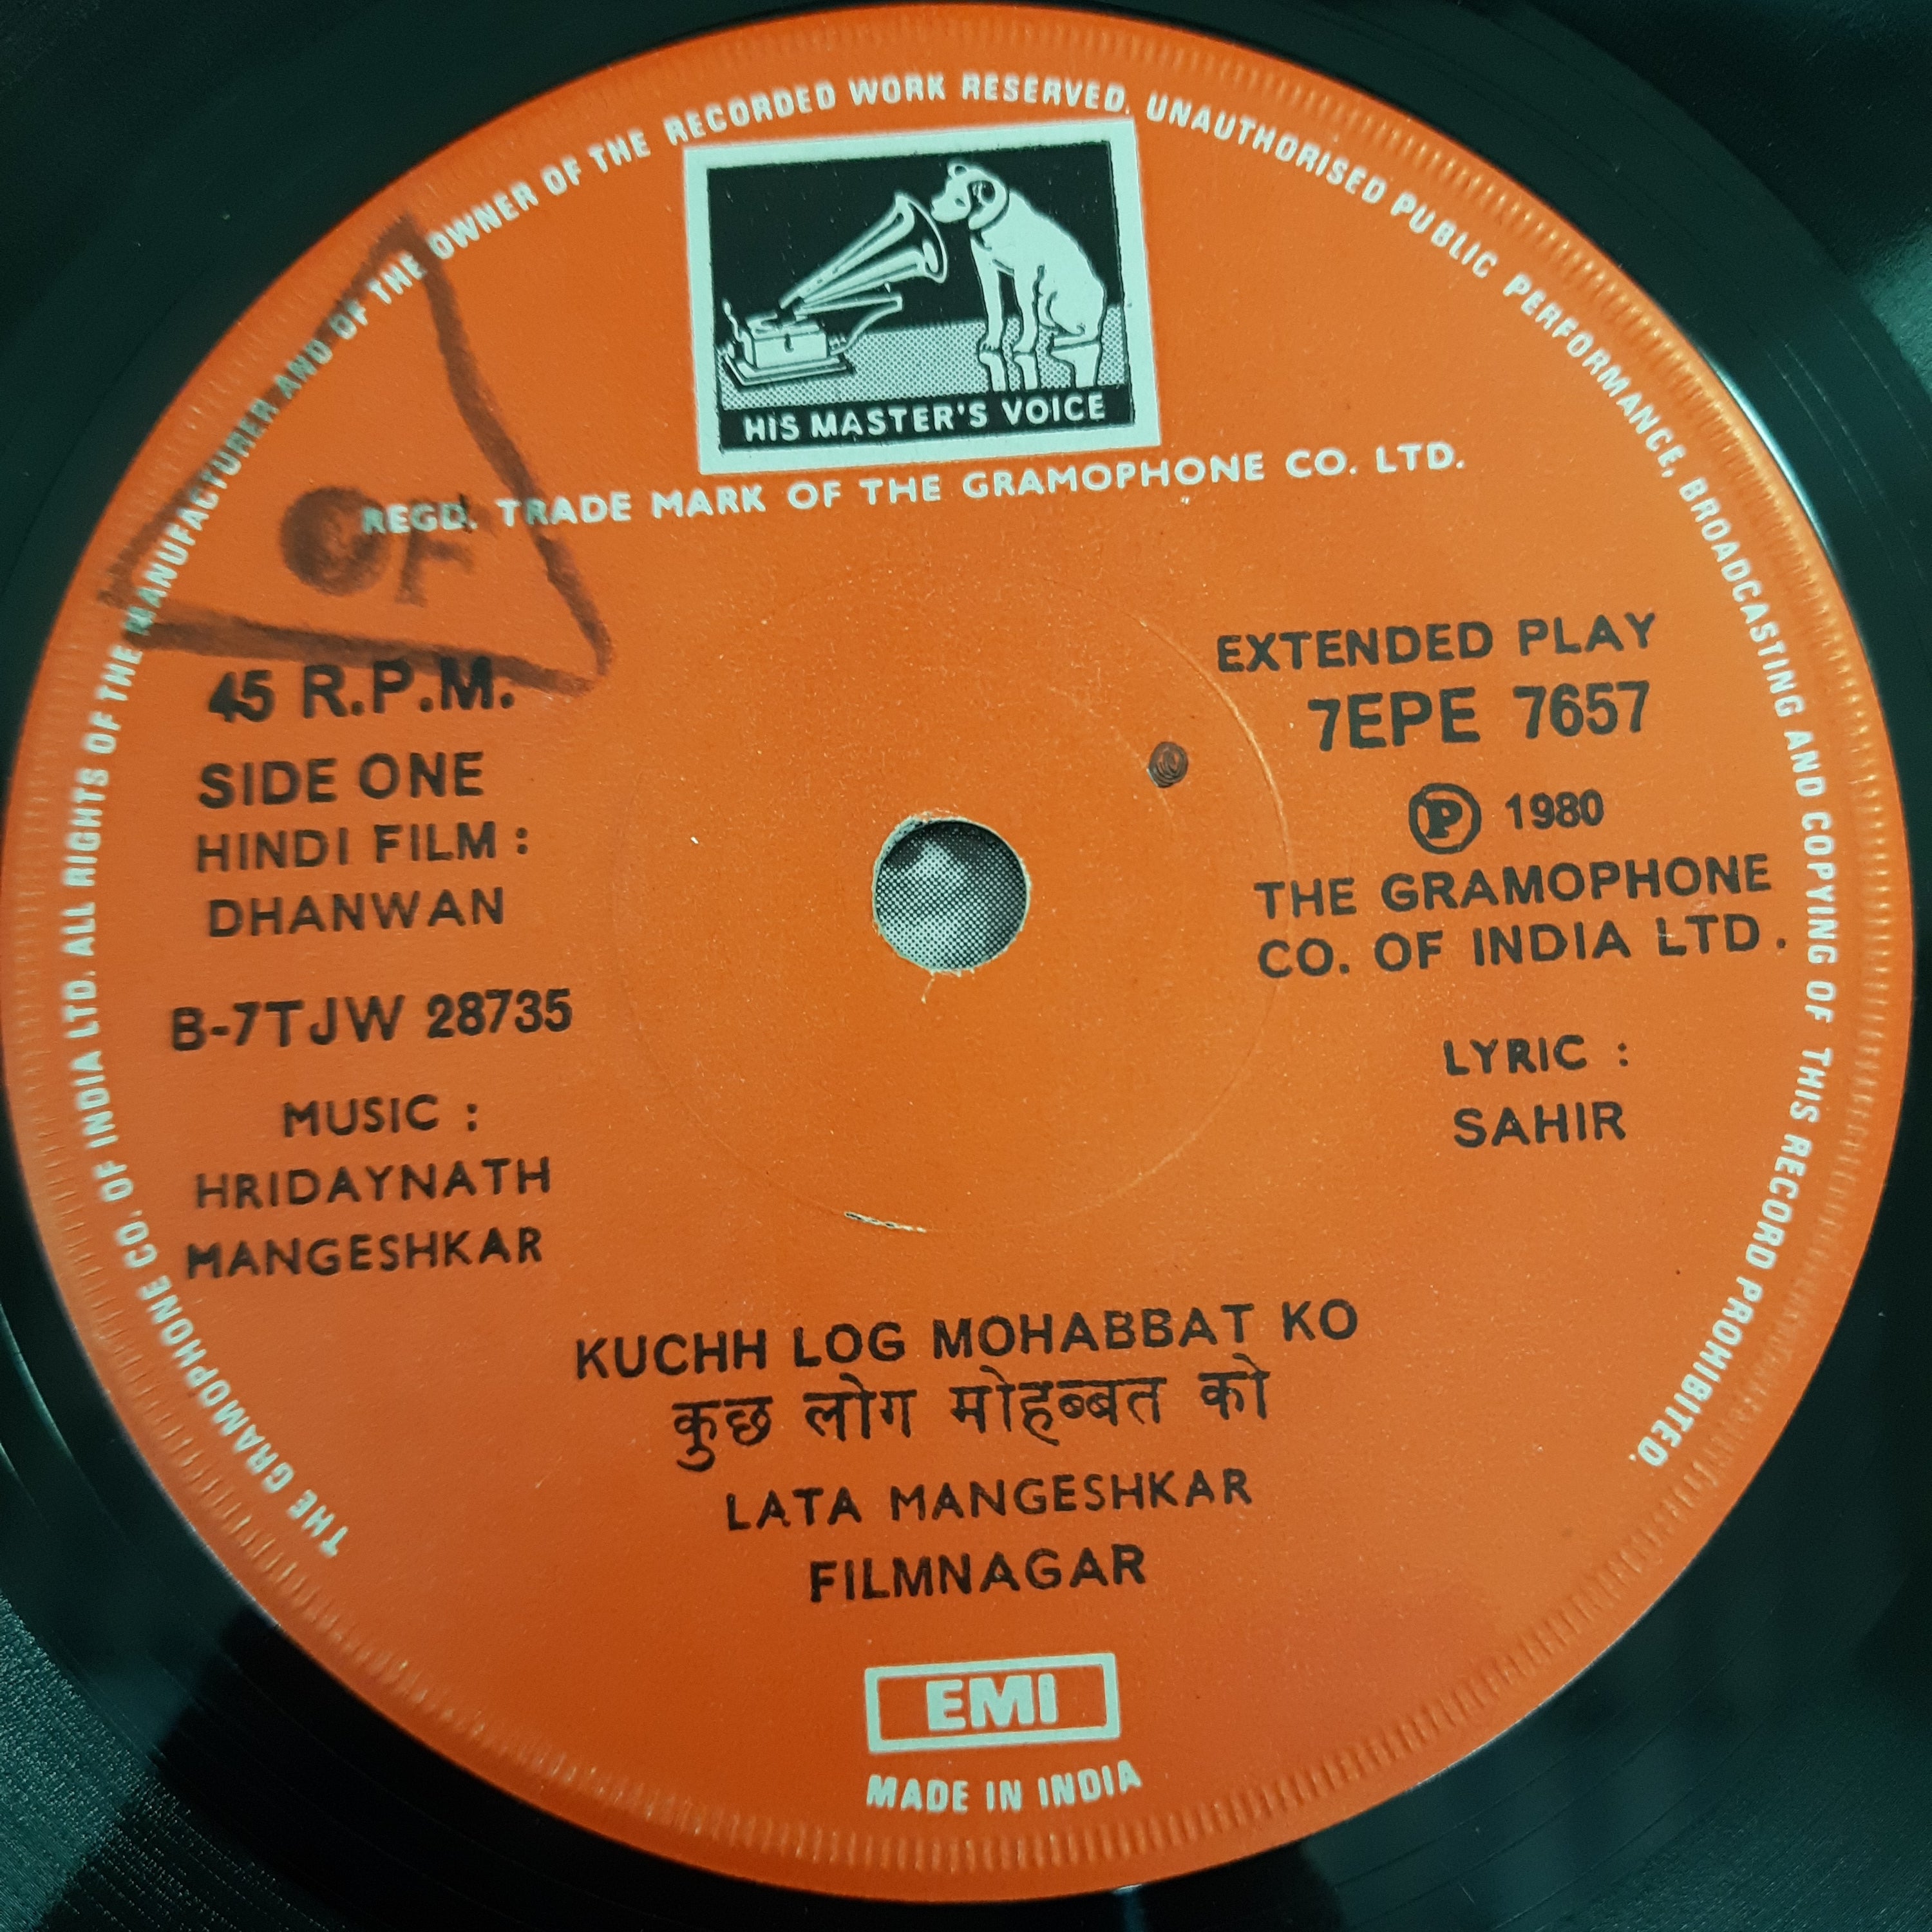 THE GRAMOPHONE CO. OF INDIA LTD. ALL RIGHTS OF THE MANUFACTURER AND OF THE OWNER OF THE RECORDED WORK RESERVED. UNAUTHORISED PUBLIC PERFORMANCE, BROADCASTING AND COPYING OF THIS RECORD PROHIBITED.
HIS MASTER'S VOICE
REGD. TRADE MARK OF THE GRAMOPHONE CO. LTD.
OF
45 R.P.M.
SIDE ONE
HINDI FILM :
DHANWAN
B-7TJW 28735
MUSIC :
HRIDAYNATH
MANGESHKAR
EXTENDED PLAY
7EPE 7657
Ⓟ 1980
THE GRAMOPHONE
CO. OF INDIA LTD.
LYRIC :
SAHIR
KUCHH LOG MOHABBAT KO
कुछ लोग मोहब्बत को
LATA MANGESHKAR
FILMNAGAR
EMI
MADE IN INDIA